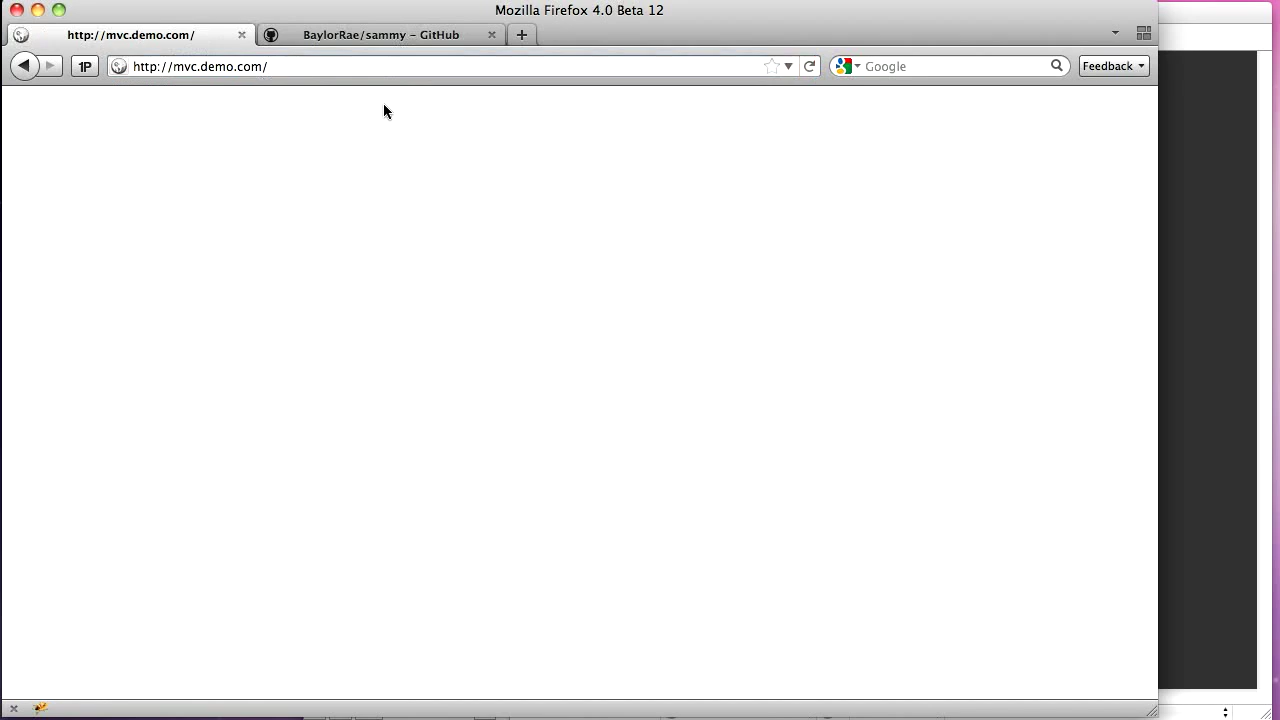 Mozilla Firefox 4.0 Beta 12
http://mvc.demo.com/
BaylorRae/sammy – GitHub
1P
http://mvc.demo.com/
Google
Feedback